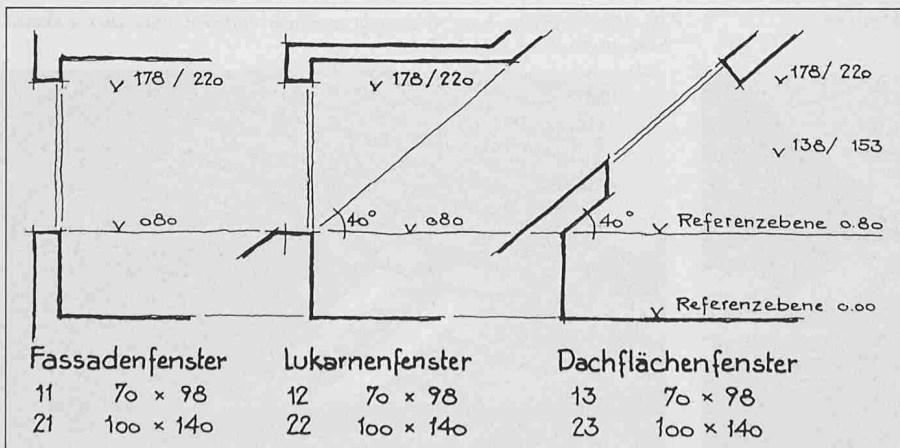 178 / 220
178/220
178/ 220
138/ 153
080
40°
080
40°
Referenzebene 0.80
Referenzebene 0.00
Fassadenfenster
11 70 × 98
21 100 × 140
Lukarnenfenster
12 70 × 98
22 100 × 140
Dachflächenfenster
13 70 × 98
23 100 × 140